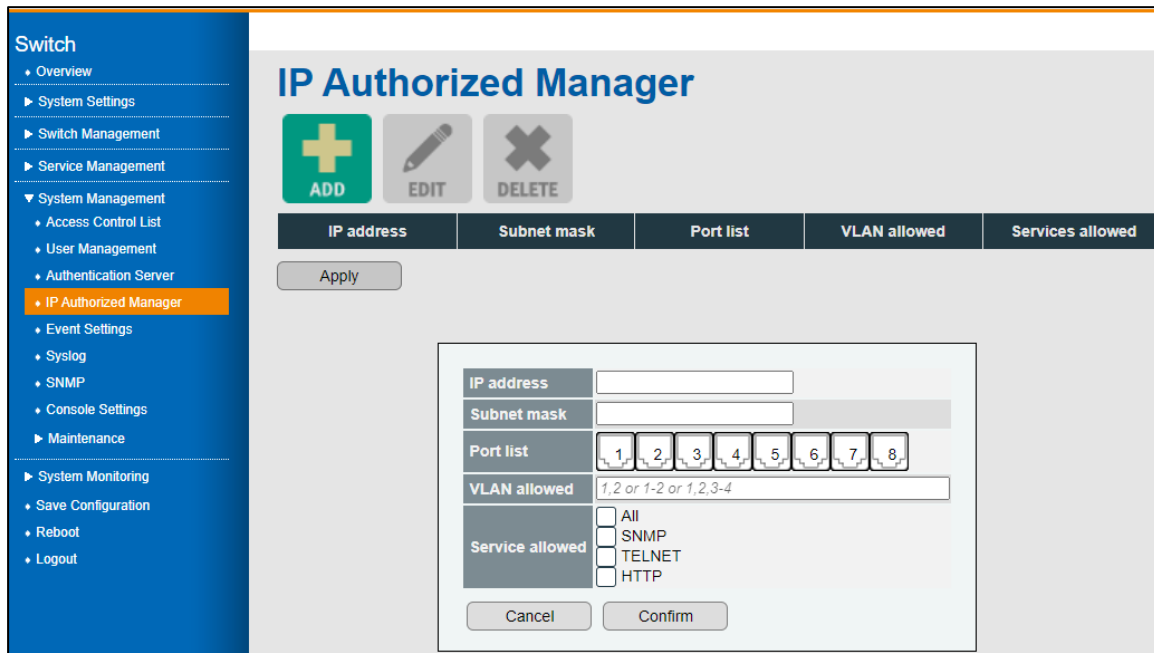 Switch
Overview
System Settings
Switch Management
Service Management
System Management
Access Control List
User Management
Authentication Server
IP Authorized Manager
Event Settings
Syslog
SNMP
Console Settings
Maintenance
System Monitoring
Save Configuration
Reboot
Logout
IP Authorized Manager
ADD EDIT DELETE
IP address Subnet mask Port list VLAN allowed Services allowed
Apply
IP address
Subnet mask
Port list 1 2 3 4 5 6 7 8
VLAN allowed 1,2 or 1-2 or 1,2,3-4
Service allowed
All
SNMP
TELNET
HTTP
Cancel Confirm